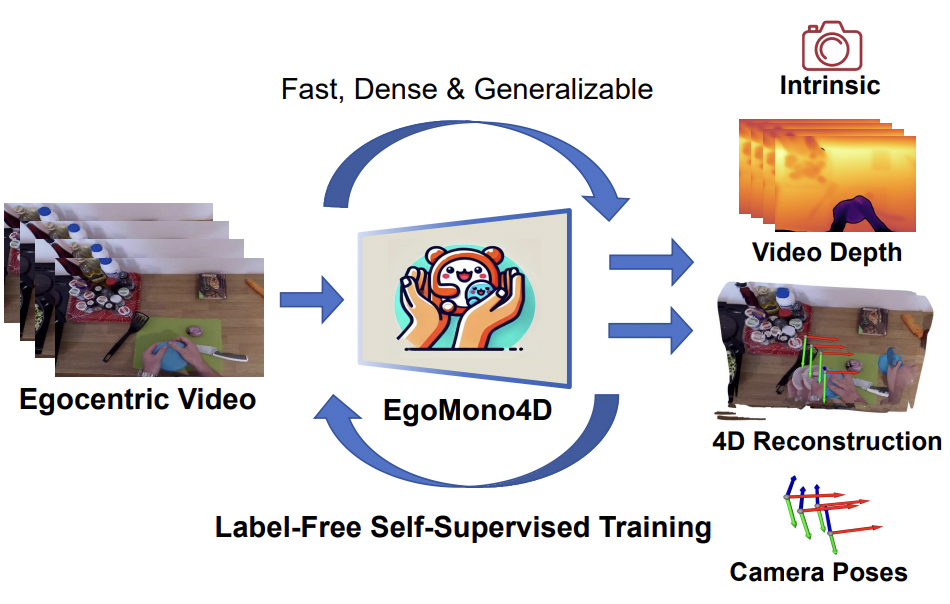 Intrinsic
Fast, Dense & Generalizable
Video Depth
Egocentric Video
EgoMono4D
4D Reconstruction
Label-Free Self-Supervised Training
Camera Poses